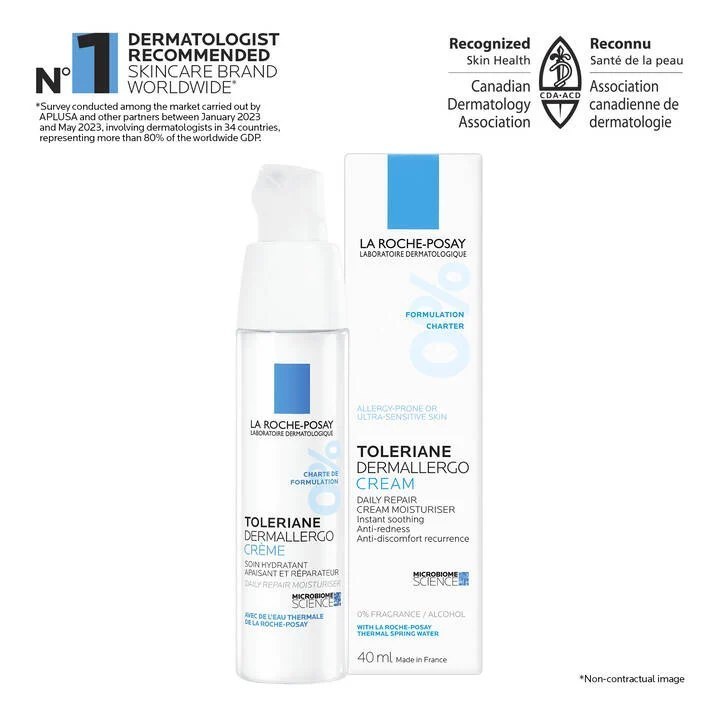 N° 1 DERMATOLOGIST
RECOMMENDED
SKINCARE BRAND
WORLDWIDE*
*Survey conducted among the market carried out by
APLUSA and other partners between January 2023
and May 2023, involving dermatologists in 34 countries,
representing more than 80% of the worldwide GDP.
Recognized
Skin Health
Canadian
Dermatology
Association
CDA•ACD
Reconnu
Santé de la peau
Association
canadienne de
dermatologie
LA ROCHE-POSAY
LABORATOIRE DERMATOLOGIQUE
0%
CHARTE DE
FORMULATION
TOLERIANE
DERMALLERGO
CRÈME
SOIN HYDRATANT
APAISANT ET RÉPARATEUR
DAILY REPAIR MOISTURISER
MICROBIOME
SCIENCE
AVEC DE L'EAU THERMALE
DE LA ROCHE-POSAY
LA ROCHE-POSAY
LABORATOIRE DERMATOLOGIQUE
0%
FORMULATION
CHARTER
ALLERGY-PRONE OR
ULTRA-SENSITIVE SKIN
TOLERIANE
DERMALLERGO
CREAM
DAILY REPAIR
CREAM MOISTURISER
Instant soothing
Anti-redness
Anti-discomfort recurrence
MICROBIOME
SCIENCE
0% FRAGRANCE / ALCOHOL
WITH LA ROCHE-POSAY
THERMAL SPRING WATER
40 ml Made in France
*Non-contractual image